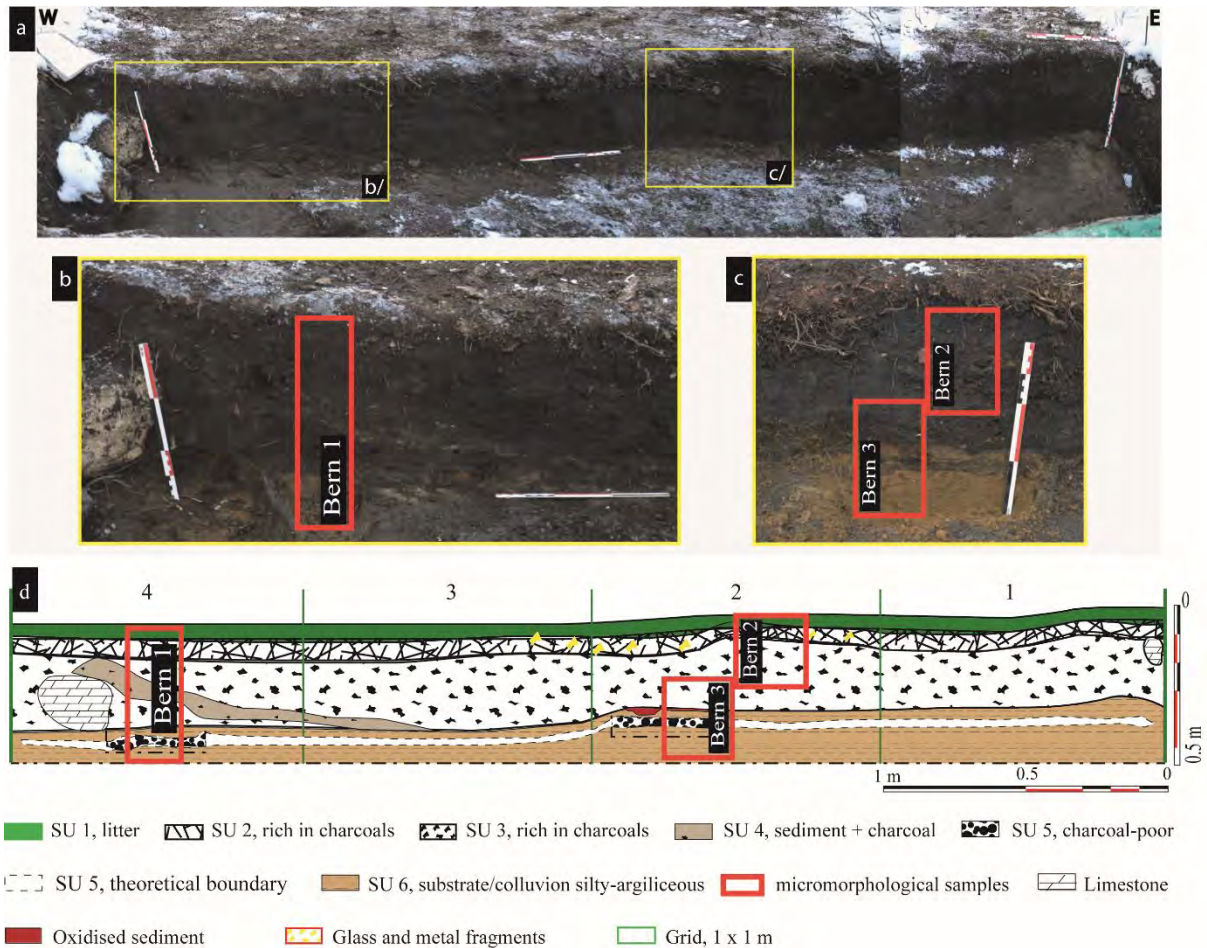 a
W
E
b/
c/
b
c
Bern 1
Bern 2
Bern 3
d
4
3
2
1
0
Bern 1
Bern 2
Bern 3
0.5 m
1 m
0.5
0
SU 1, litter
SU 2, rich in charcoals
SU 3, rich in charcoals
SU 4, sediment + charcoal
SU 5, charcoal-poor
SU 5, theoretical boundary
SU 6, substrate/colluvion silty-argiliceous
micromorphological samples
Limestone
Oxidised sediment
Glass and metal fragments
Grid, 1 x 1 m